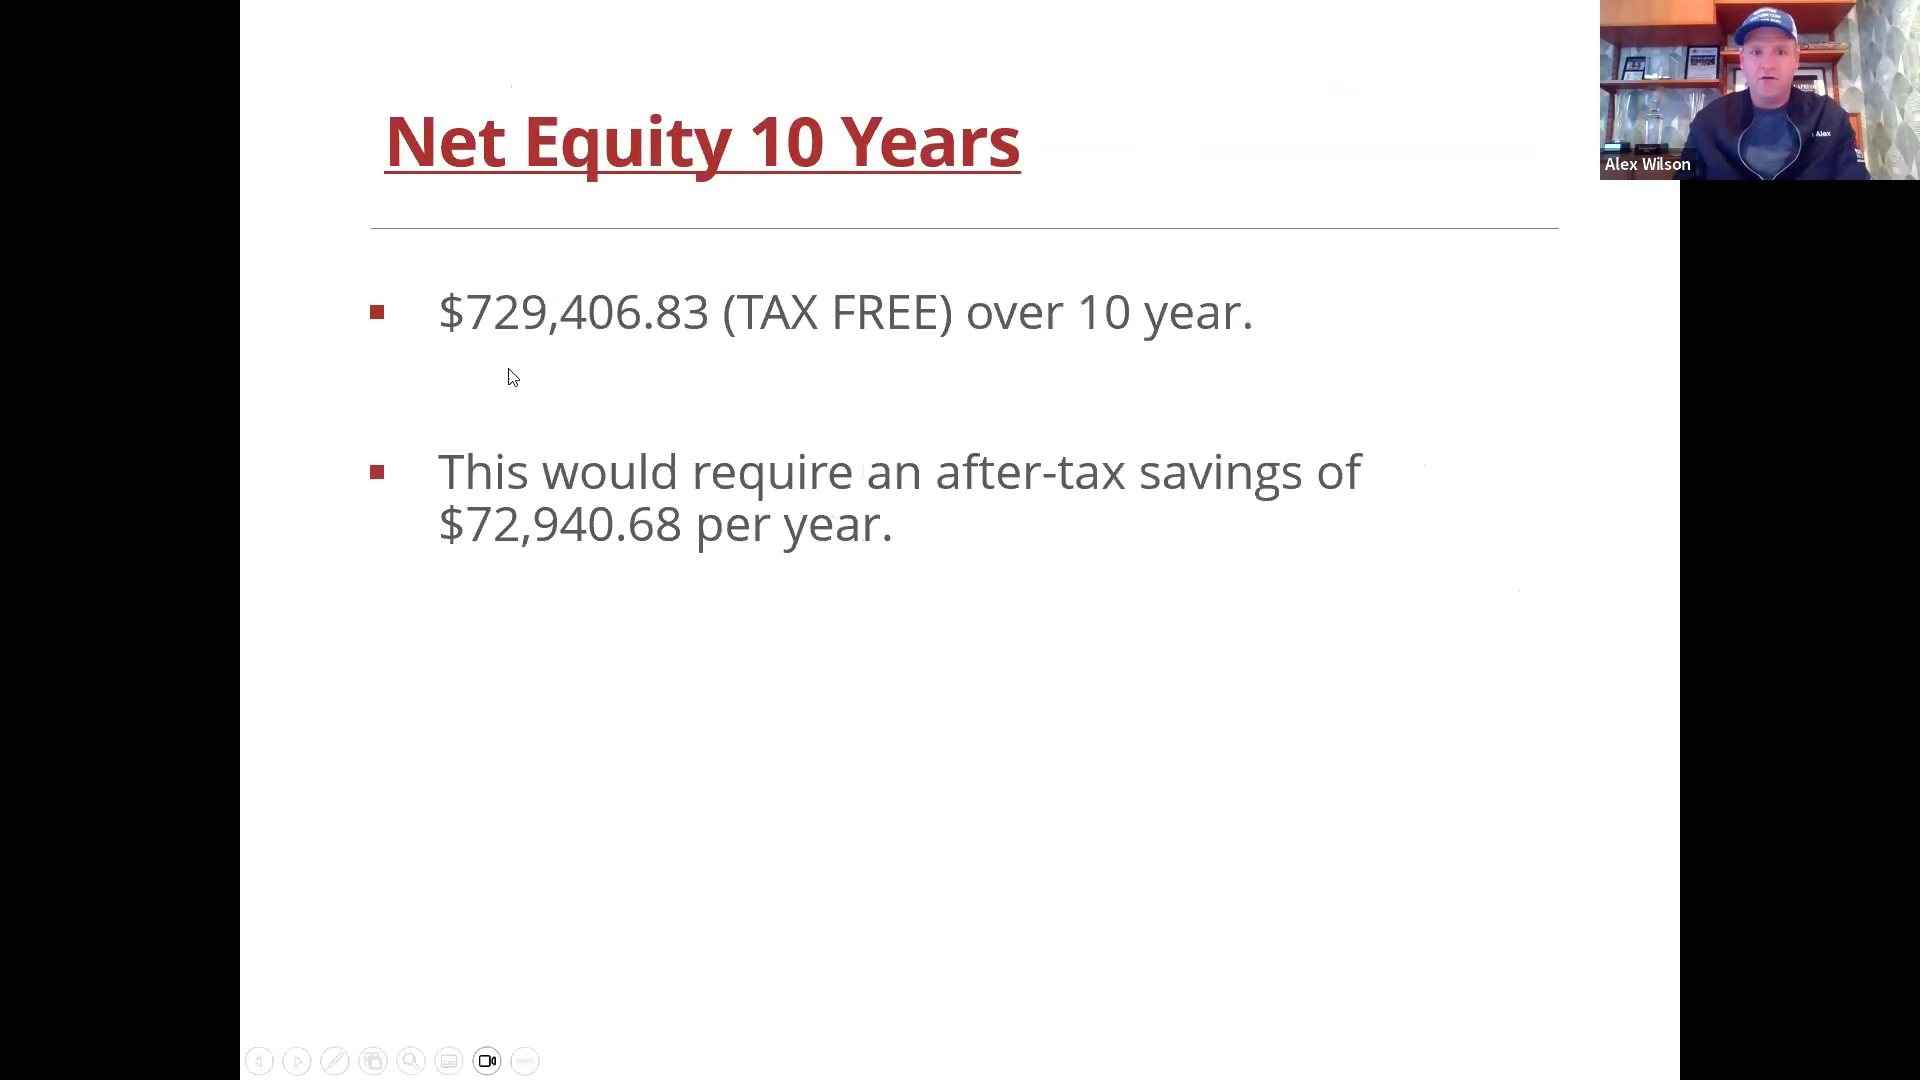 Net Equity 10 Years
$729,406.83 (TAX FREE) over 10 year.
This would require an after-tax savings of
$72,940.68 per year.
Alex Wilson
Alex